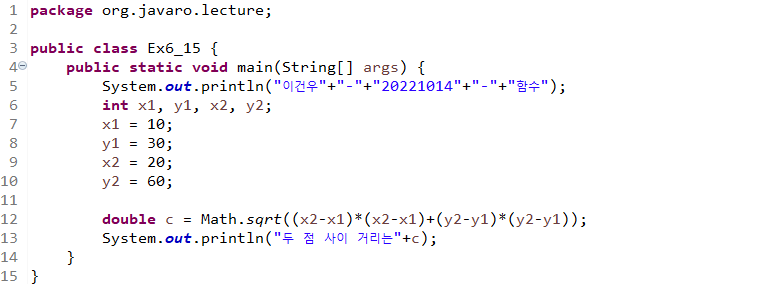 1 package org.javaro.lecture;
2
3 public class Ex6_15 {
4 public static void main(String[] args) {
5 System.out.println("이건우"+"-"+"20221014"+"-"+"함수");
6 int x1, y1, x2, y2;
7 x1 = 10;
8 y1 = 30;
9 x2 = 20;
10 y2 = 60;
11
12 double c = Math.sqrt((x2-x1)*(x2-x1)+(y2-y1)*(y2-y1));
13 System.out.println("두 점 사이 거리는"+c);
14 }
15 }